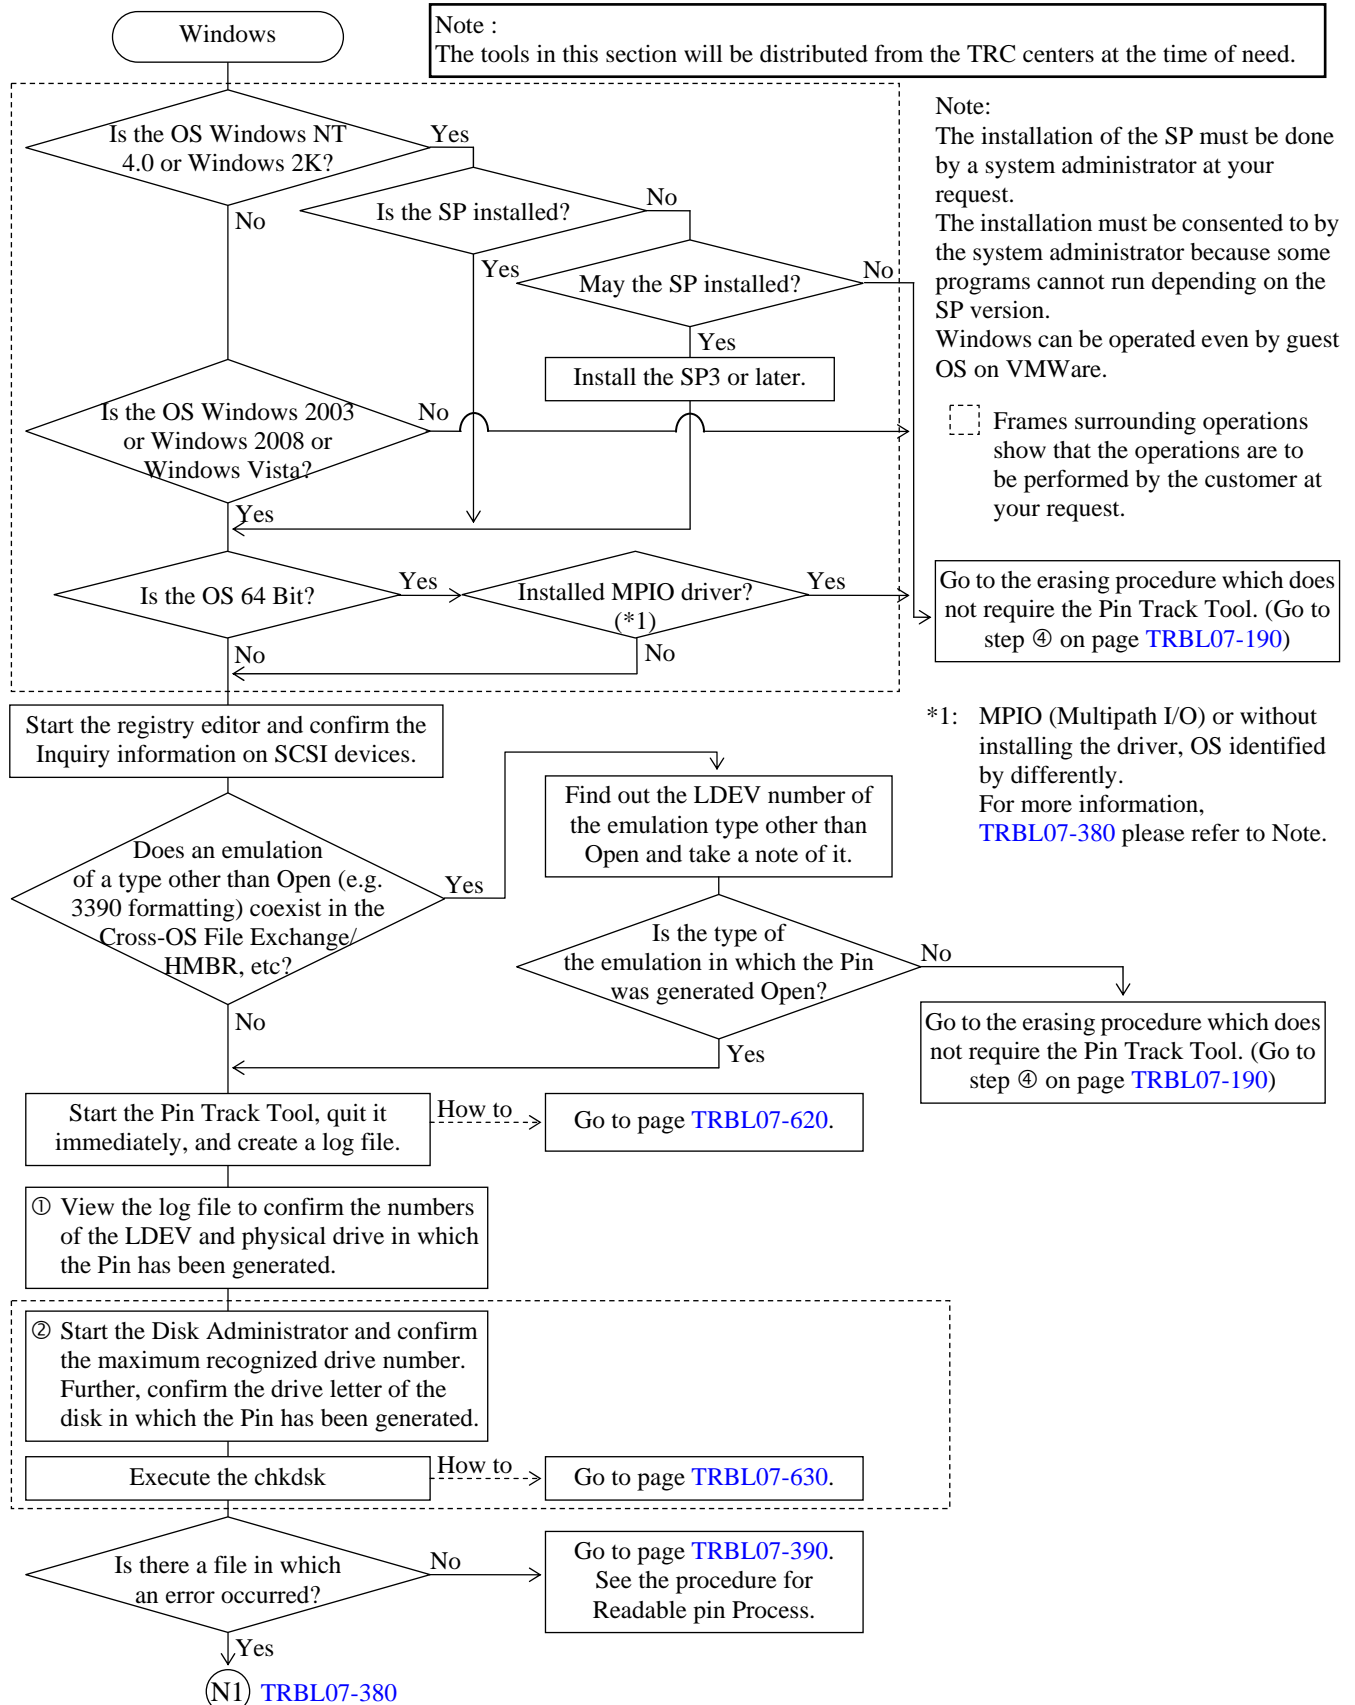 Windows
Note :
The tools in this section will be distributed from the TRC centers at the time of need.
Is the OS Windows NT
4.0 or Windows 2K?
Yes
No
Is the SP installed?
No
Yes
May the SP installed?
No
Yes
Install the SP3 or later.
Note:
The installation of the SP must be done
by a system administrator at your
request.
The installation must be consented to by
the system administrator because some
programs cannot run depending on the
SP version.
Windows can be operated even by guest
OS on VMWare.
Frames surrounding operations
show that the operations are to
be performed by the customer at
your request.
Is the OS Windows 2003
or Windows 2008 or
Windows Vista?
No
Yes
Is the OS 64 Bit?
Yes
No
Installed MPIO driver?
(*1)
Yes
No
Go to the erasing procedure which does
not require the Pin Track Tool. (Go to
step ④ on page TRBL07-190)
Start the registry editor and confirm the
Inquiry information on SCSI devices.
*1: MPIO (Multipath I/O) or without
installing the driver, OS identified
by differently.
For more information,
TRBL07-380 please refer to Note.
Does an emulation
of a type other than Open (e.g.
3390 formatting) coexist in the
Cross-OS File Exchange/
HMBR, etc?
Yes
No
Find out the LDEV number of
the emulation type other than
Open and take a note of it.
Is the type of
the emulation in which the Pin
was generated Open?
No
Yes
Go to the erasing procedure which does
not require the Pin Track Tool. (Go to
step ④ on page TRBL07-190)
Start the Pin Track Tool, quit it
immediately, and create a log file.
How to
Go to page TRBL07-620.
① View the log file to confirm the numbers
of the LDEV and physical drive in which
the Pin has been generated.
② Start the Disk Administrator and confirm
the maximum recognized drive number.
Further, confirm the drive letter of the
disk in which the Pin has been generated.
Execute the chkdsk
How to
Go to page TRBL07-630.
Is there a file in which
an error occurred?
No
Yes
Go to page TRBL07-390.
See the procedure for
Readable pin Process.
N1 TRBL07-380